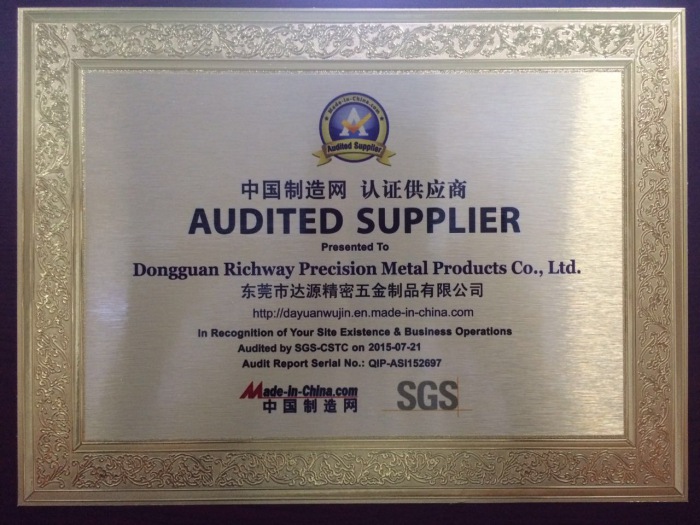 Made-in-China.com
A
Audited Supplier
中国制造网 认证供应商
AUDITED SUPPLIER
Presented To
Dongguan Richway Precision Metal Products Co., Ltd.
东莞市达源精密五金制品有限公司
http://dayuanwujin.en.made-in-china.com
In Recognition of Your Site Existence & Business Operations
Audited by SGS-CSTC on 2015-07-21
Audit Report Serial No.: QIP-ASI152697
Made-in-China.com
中国制造网
SGS